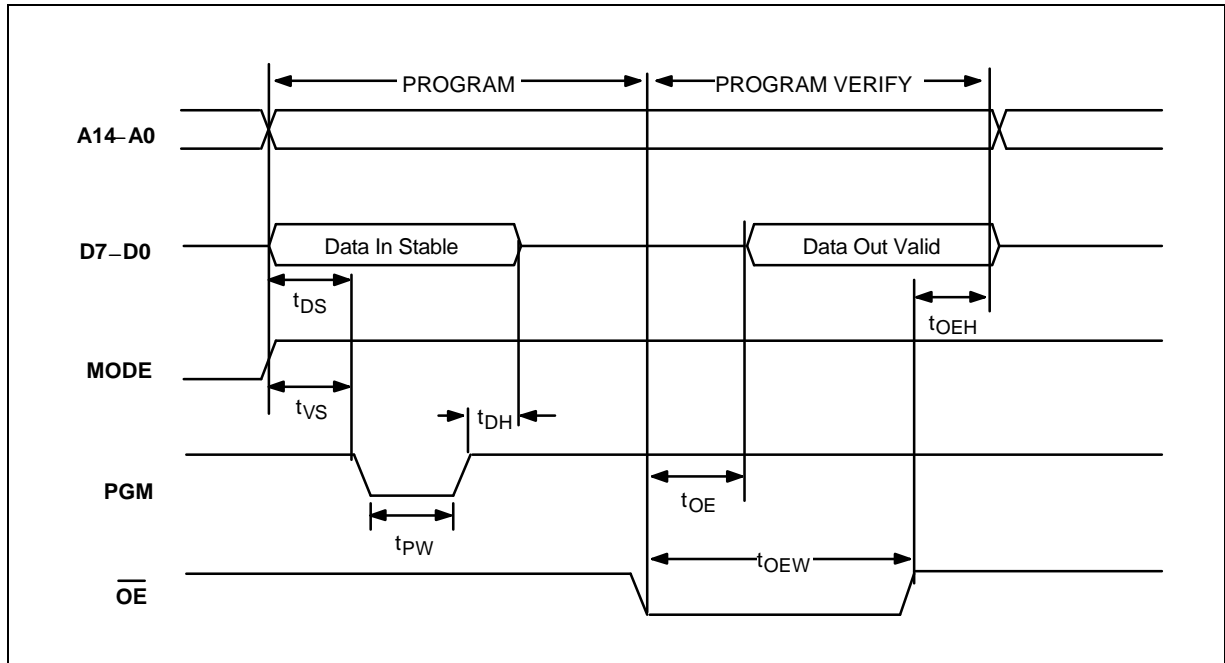 PROGRAM
PROGRAM VERIFY
A14–A0
D7–D0
Data In Stable
Data Out Valid
tDS
tOEH
MODE
tVS
tDH
PGM
tOE
tPW
tOEW
OE